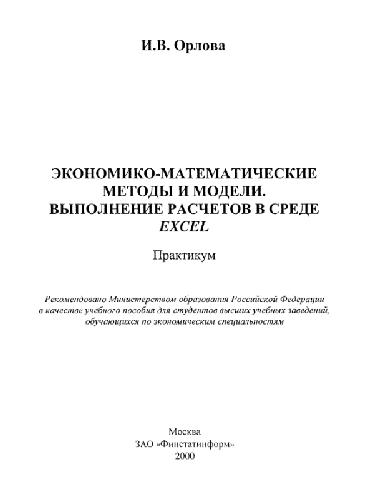 И.В. Орлова
ЭКОНОМИКО-МАТЕМАТИЧЕСКИЕ
МЕТОДЫ И МОДЕЛИ.
ВЫПОЛНЕНИЕ РАСЧЕТОВ В СРЕДЕ
EXCEL
Практикум
Рекомендовано Министерством образования Российской Федерации
в качестве учебного пособия для студентов высших учебных заведений,
обучающихся по экономическим специальностям
Москва
ЗАО «Финстатинформ»
2000